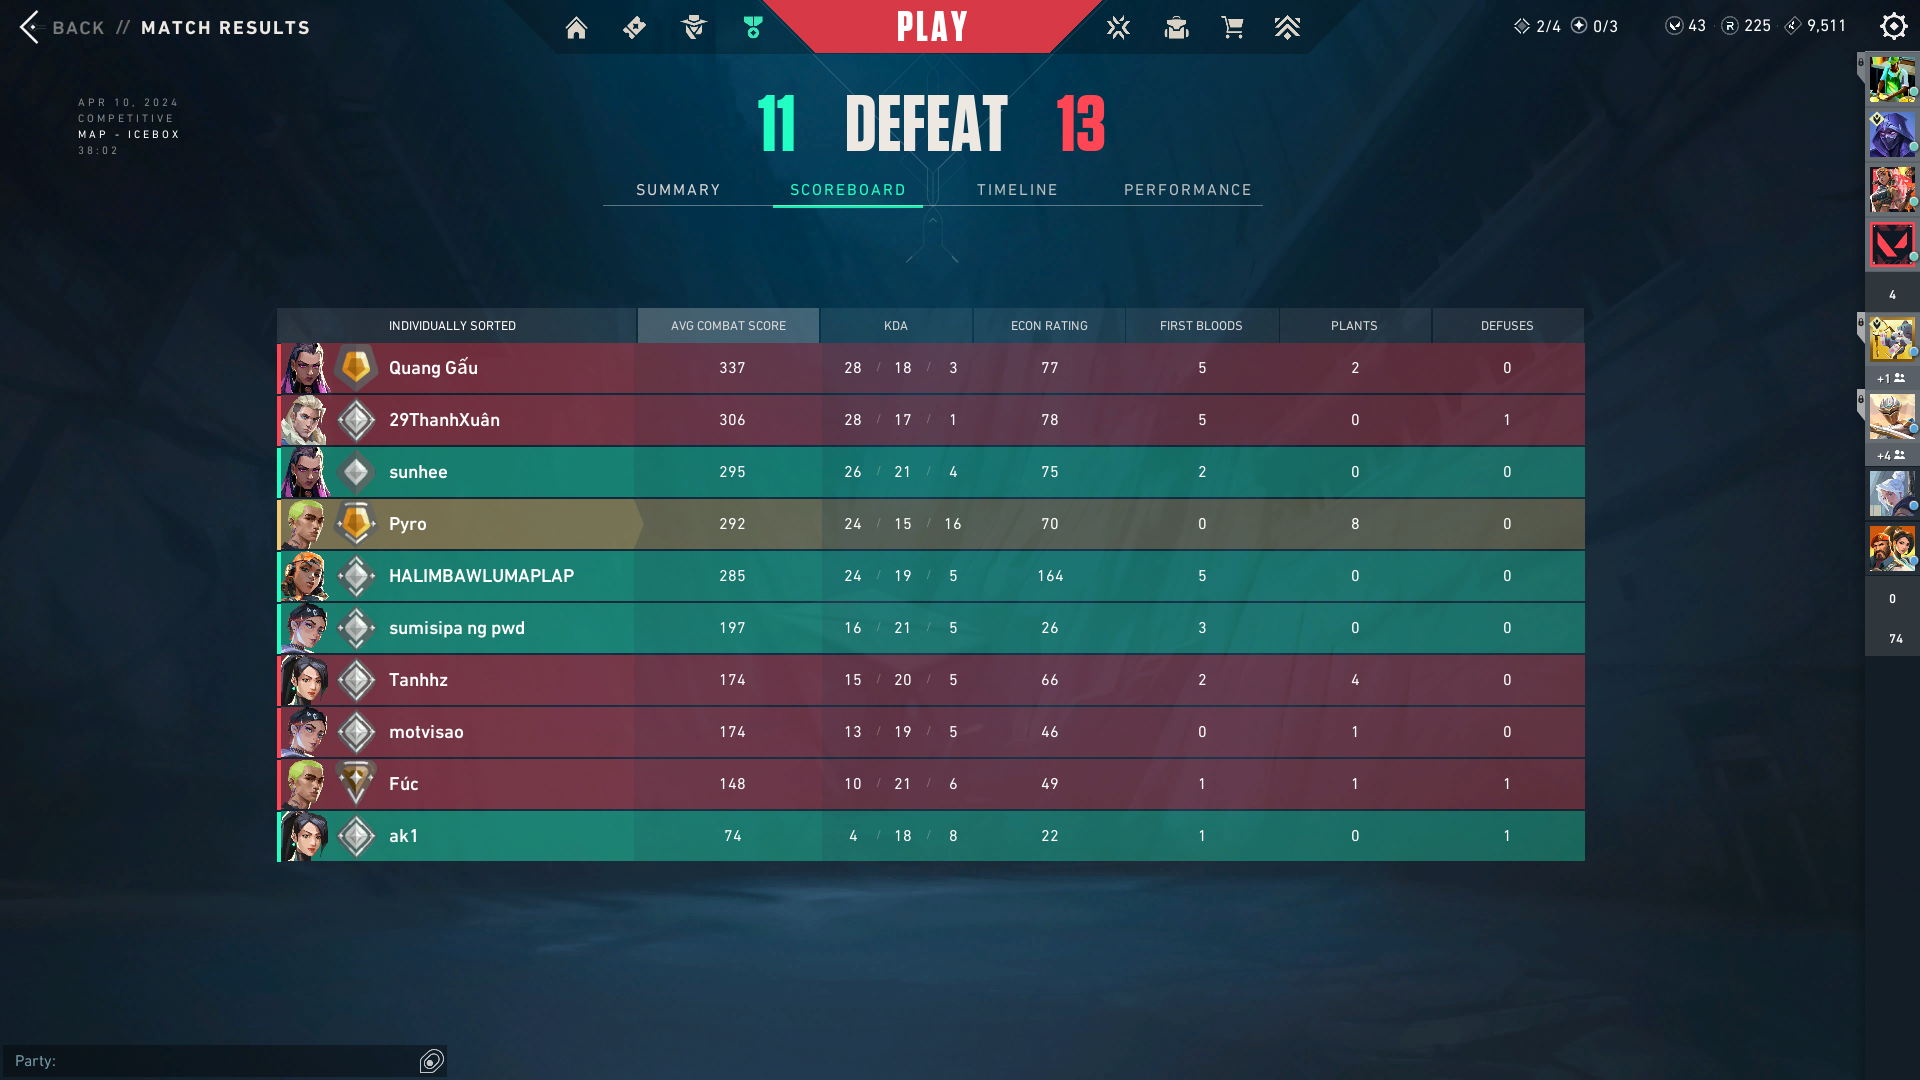 BACK // MATCH RESULTS
PLAY
2/4 0/3 43 R 225 9,511
APR 10, 2024
COMPETITIVE
MAP - ICEBOX
38:02
11 DEFEAT 13
SUMMARY SCOREBOARD TIMELINE PERFORMANCE
INDIVIDUALLY SORTED AVG COMBAT SCORE KDA ECON RATING FIRST BLOODS PLANTS DEFUSES
Quang Gấu 337 28 / 18 / 3 77 5 2 0
29ThanhXuân 306 28 / 17 / 1 78 5 0 1
sunhee 295 26 / 21 / 4 75 2 0 0
Pyro 292 24 / 15 / 16 70 0 8 0
HALIMBAWLUMAPLAP 285 24 / 19 / 5 164 5 0 0
sumisipa ng pwd 197 16 / 21 / 5 26 3 0 0
Tanhhz 174 15 / 20 / 5 66 2 4 0
motvisao 174 13 / 19 / 5 46 0 1 0
Fúc 148 10 / 21 / 6 49 1 1 1
ak1 74 4 / 18 / 8 22 1 0 1
4
+1
+4
0
74
Party: